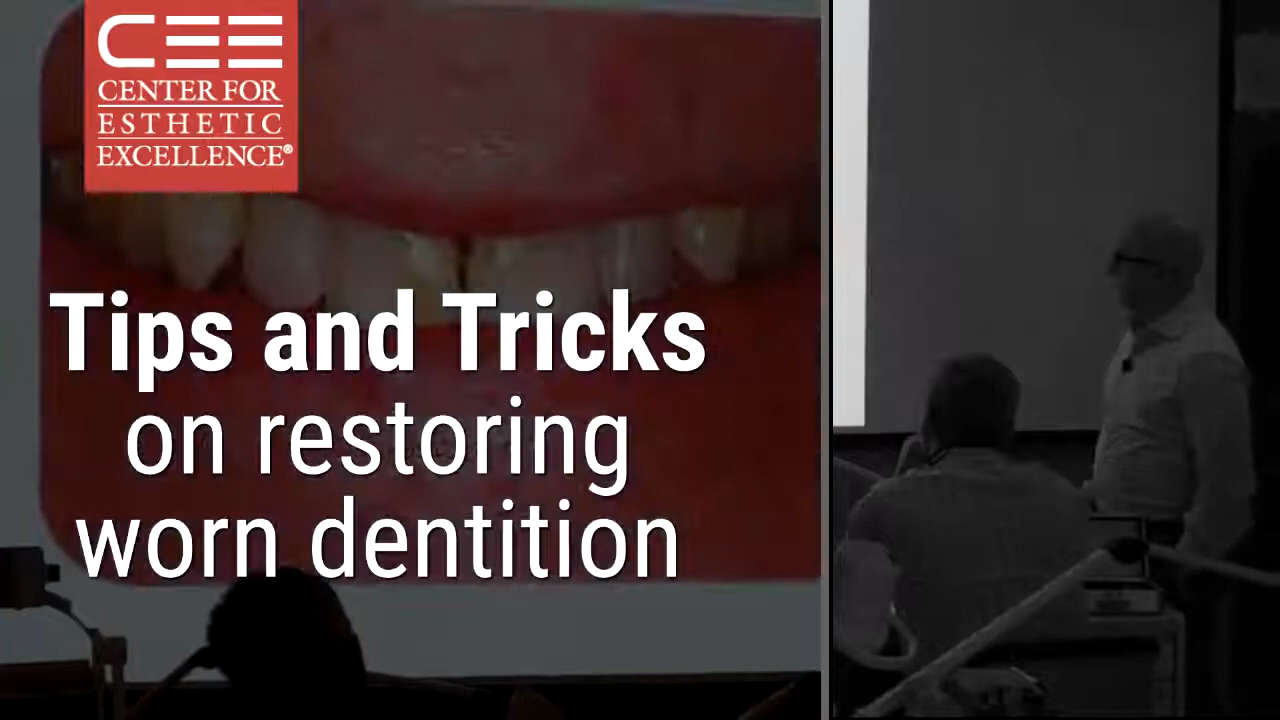 CEE
CENTER FOR
ESTHETIC
EXCELLENCE®
Tips and Tricks
on restoring
worn dentition